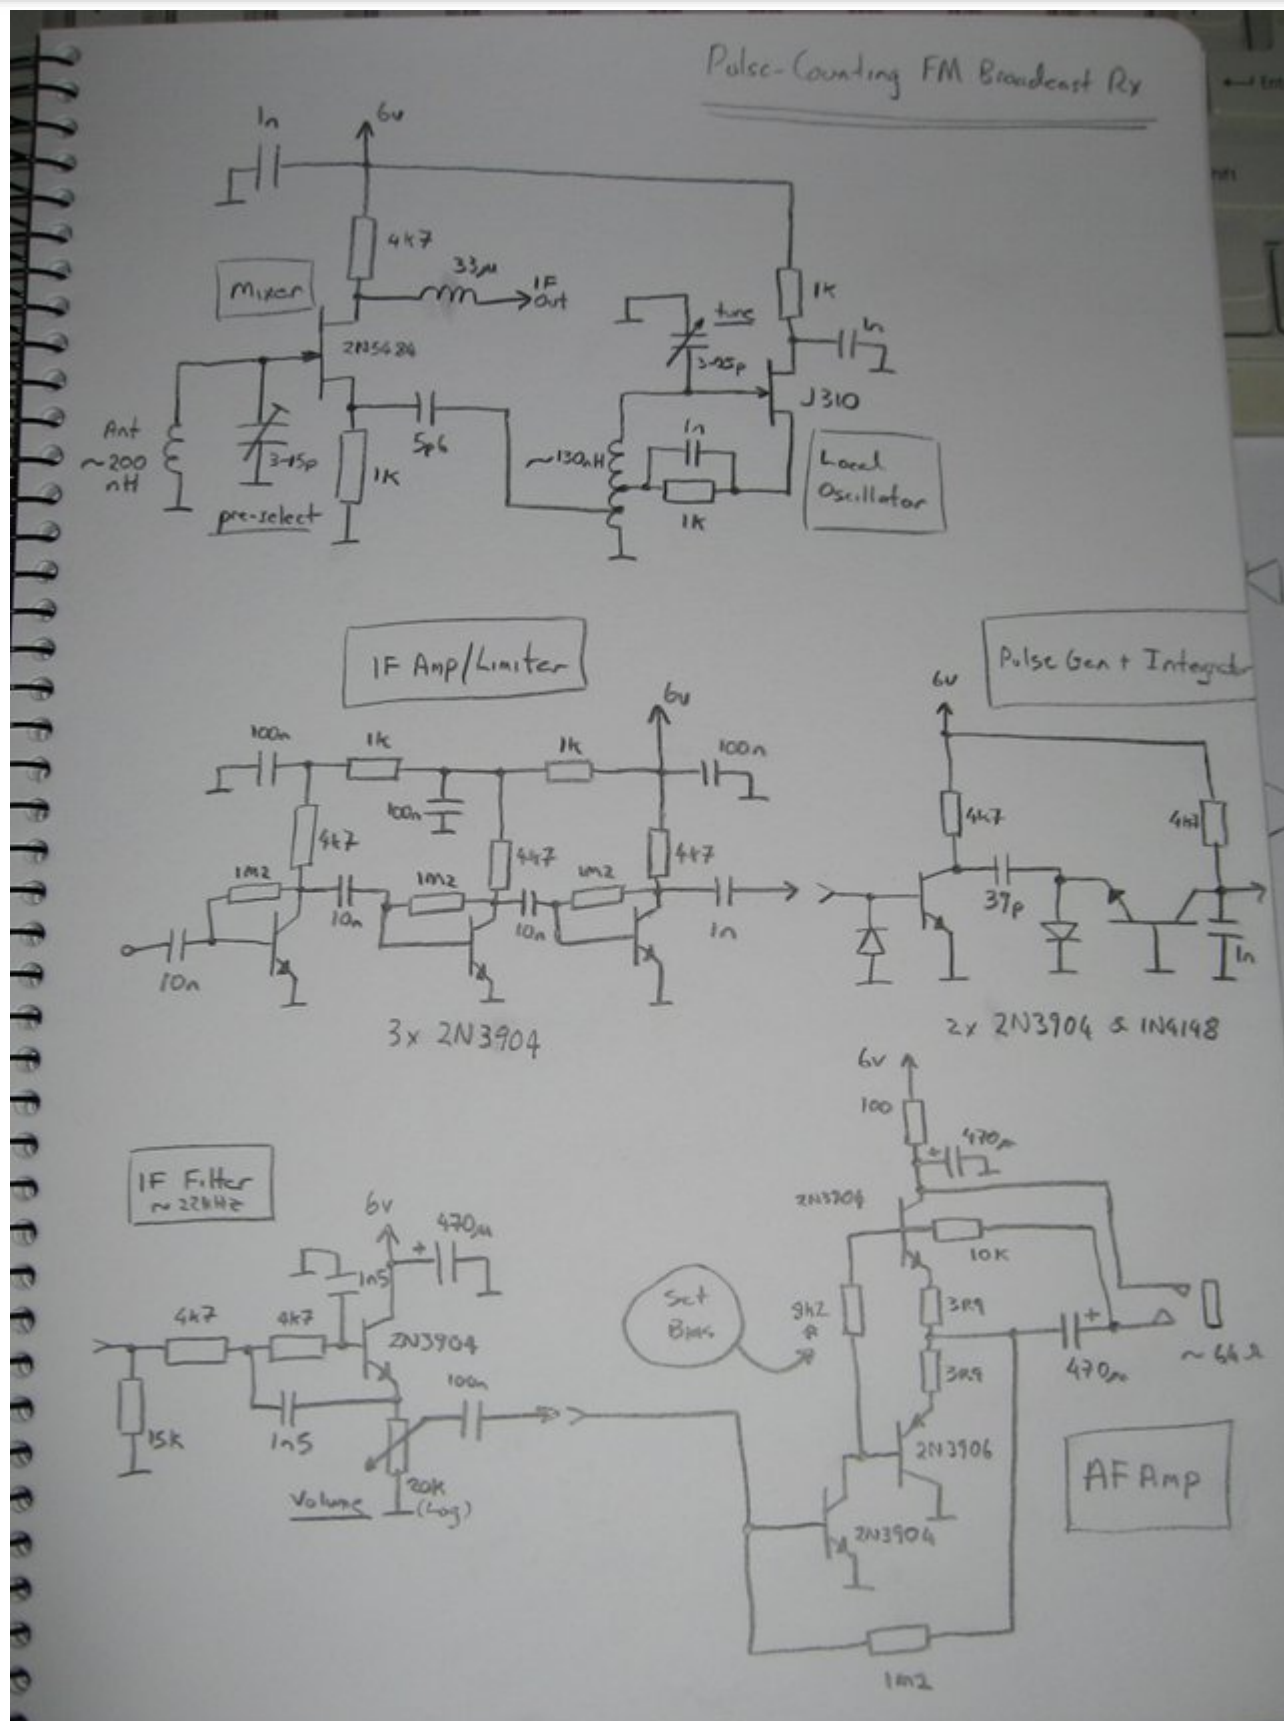 Pulse-Counting FM Broadcast Rx
1n
6v
4k7
33µ
IF
Out
Mixer
2N5484
1K
tune
1n
3-25p
J310
Ant
~200
nH
3-15p
5p6
~130nH
1n
Local
Oscillator
1K
pre-select
1K
IF Amp/Limiter
Pulse Gen + Integrator
6v
6v
100n
1k
1k
100n
100n
4k7
4k7
4k7
4k7
4k7
1m2
1m2
1m2
10n
10n
10n
1n
39p
1n
3x 2N3904
2x 2N3904 & 1N4148
6v
100
470µ
IF Filter
~22kHz
6v
470µ
2N3904
10K
1n5
4k7
4k7
2N3904
Set
Bias
8k2
3R9
3R9
470µ
~64Ω
100n
15K
1n5
20K
(Log)
Volume
2N3906
AF Amp
2N3904
1m2